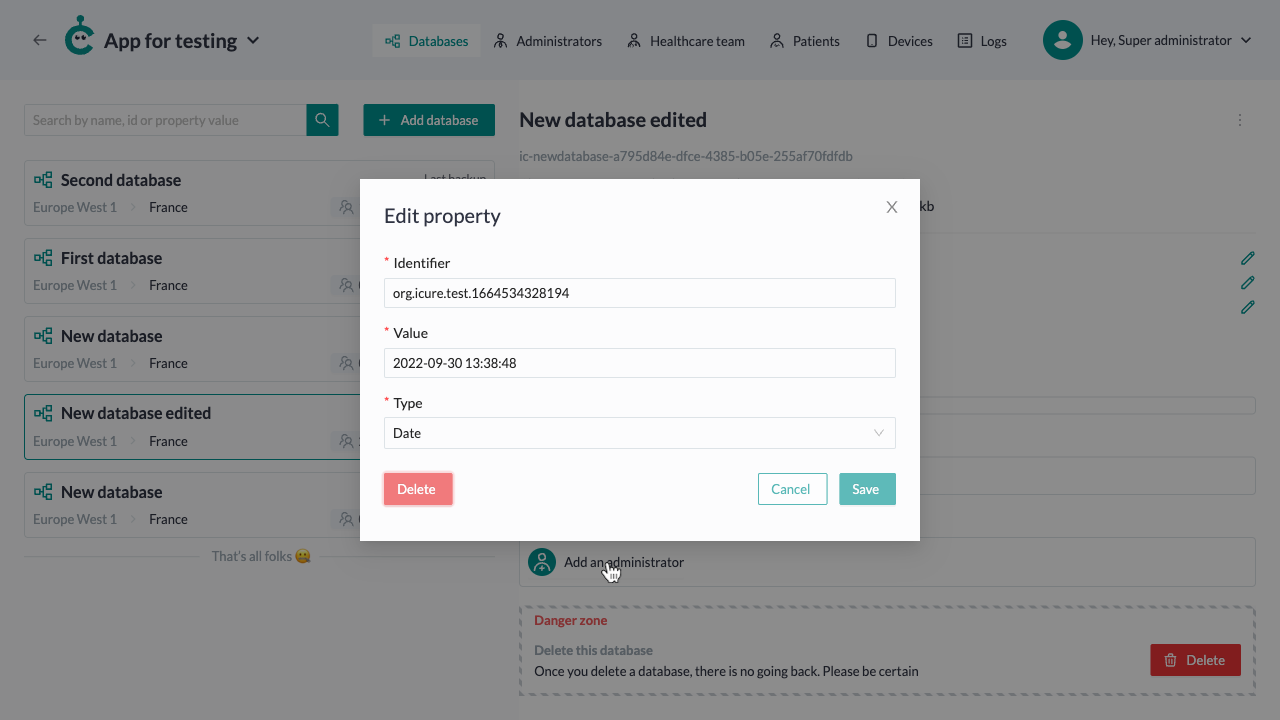 App for testing
Databases
Administrators
Healthcare team
Patients
Devices
Logs
Hey, Super administrator
Search by name, id or property value
+ Add database
New database edited
ic-newdatabase-a795d84e-dfce-4385-b05e-255af70fdfdb
Second database
Last backup
Europe West 1 > France
kb
First database
Europe West 1 > France
New database
Europe West 1 > France
New database edited
Europe West 1 > France
New database
Europe West 1 > France
That's all folks
Edit property
* Identifier
org.icure.test.1664534328194
* Value
2022-09-30 13:38:48
* Type
Date
Delete
Cancel
Save
Add an administrator
Danger zone
Delete this database
Once you delete a database, there is no going back. Please be certain
Delete